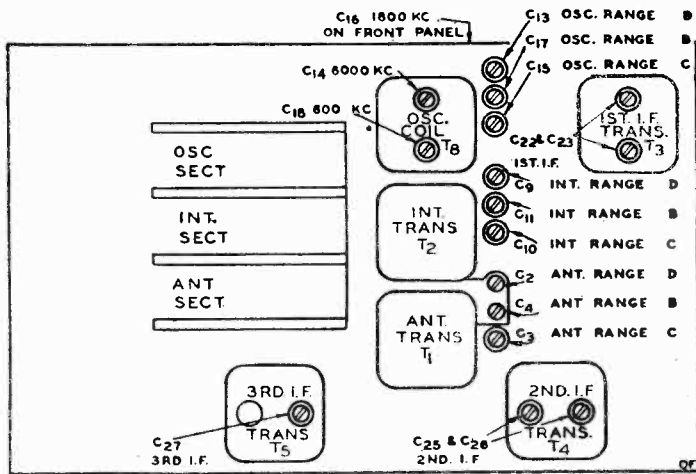 C16 1800 KC
ON FRONT PANEL
C13 OSC. RANGE D
C17 OSC. RANGE B
C15 OSC. RANGE C
C14 6000 KC
C18 600 KC
OSC.
COIL
T8
1ST. I.F.
TRANS.
T3
C22 & C23
1ST. I.F.
OSC
SECT
INT.
SECT
ANT
SECT
INT.
TRANS
T2
C9 INT. RANGE D
C11 INT RANGE B
C10 INT RANGE C
C2 ANT. RANGE D
C4 ANT RANGE B
C3 ANT RANGE C
ANT.
TRANS
T1
3RD I.F.
TRANS
T5
C27
3RD I.F.
2ND. I.F
TRANS.
T4
C25 & C26
2ND. I.F